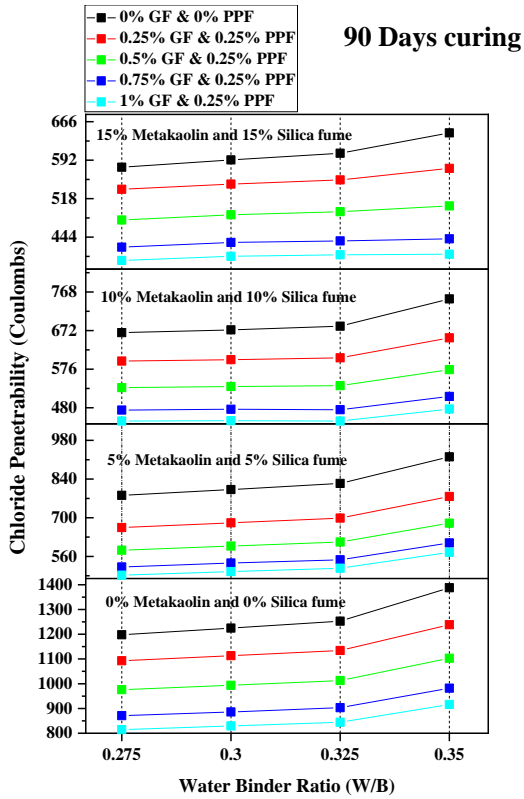 0% GF & 0% PPF
0.25% GF & 0.25% PPF
0.5% GF & 0.25% PPF
0.75% GF & 0.25% PPF
1% GF & 0.25% PPF
90 Days curing
Chloride Penetrability (Coulombs)
15% Metakaolin and 15% Silica fume
666
592
518
444
10% Metakaolin and 10% Silica fume
768
672
576
480
5% Metakaolin and 5% Silica fume
980
840
700
560
0% Metakaolin and 0% Silica fume
1400
1300
1200
1100
1000
900
800
0.275 0.3 0.325 0.35
Water Binder Ratio (W/B)